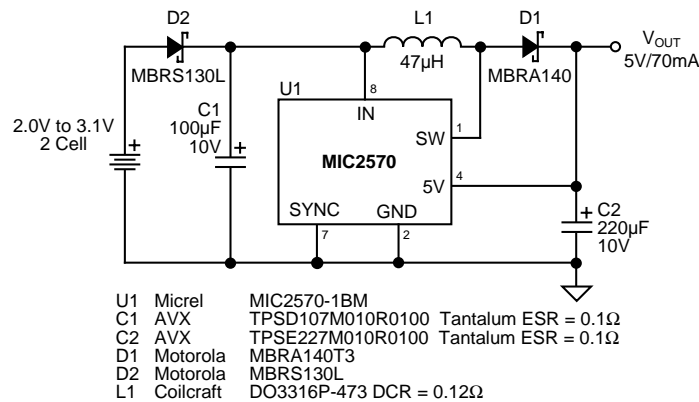 D2
L1
D1
MBRS130L
47µH
MBRA140
VOUT
5V/70mA
2.0V to 3.1V
2 Cell
C1
100µF
10V
U1
8
IN
SW
1
MIC2570
5V
4
SYNC
GND
7
2
C2
220µF
10V
U1 Micrel MIC2570-1BM
C1 AVX TPSD107M010R0100 Tantalum ESR = 0.1Ω
C2 AVX TPSE227M010R0100 Tantalum ESR = 0.1Ω
D1 Motorola MBRA140T3
D2 Motorola MBRS130L
L1 Coilcraft DO3316P-473 DCR = 0.12Ω